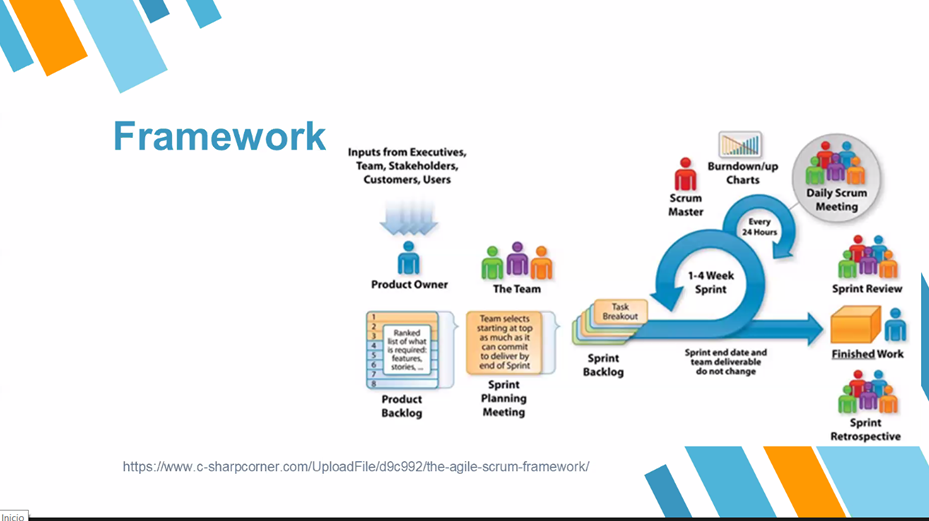 Framework
Inputs from Executives,
Team, Stakeholders,
Customers, Users
Product Owner
The Team
1
2
3
4
5
6
7
8
Ranked
list of what
is required:
features,
stories, ...
Product
Backlog
Team selects
starting at top
as much as it
can commit
to deliver by
end of Sprint
Sprint
Planning
Meeting
Task
Breakout
Sprint
Backlog
Scrum
Master
Burndown/up
Charts
Daily Scrum
Meeting
Every
24 Hours
1-4 Week
Sprint
Sprint end date and
team deliverable
do not change
Sprint Review
Finished Work
Sprint
Retrospective
https://www.c-sharpcorner.com/UploadFile/d9c992/the-agile-scrum-framework/
Inicio